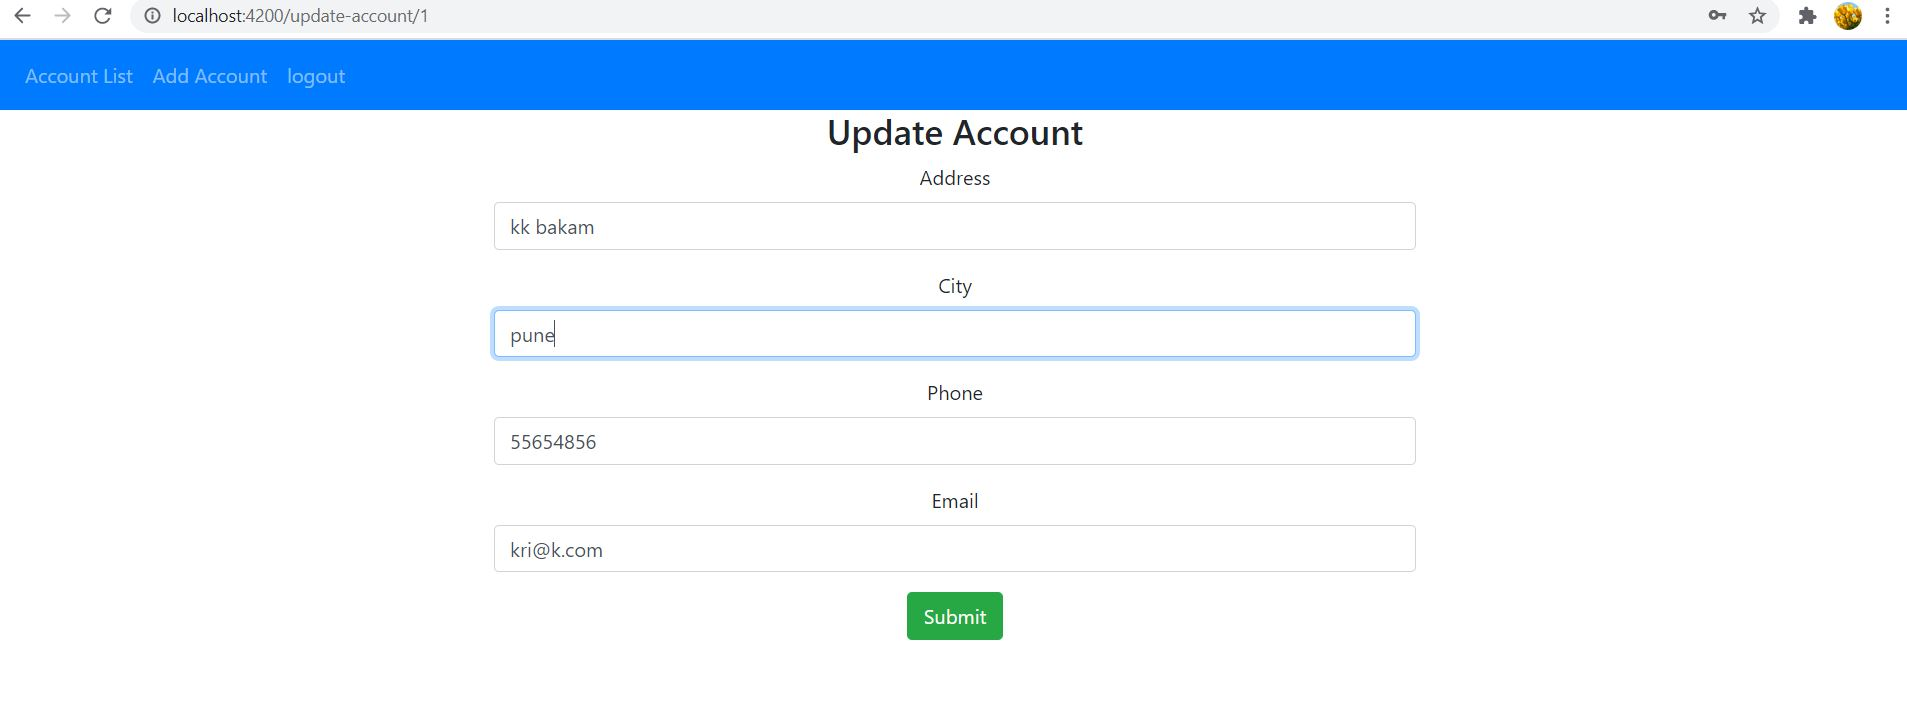 localhost:4200/update-account/1
Account List Add Account logout
Update Account
Address
kk bakam
City
pune
Phone
55654856
Email
kri@k.com
Submit